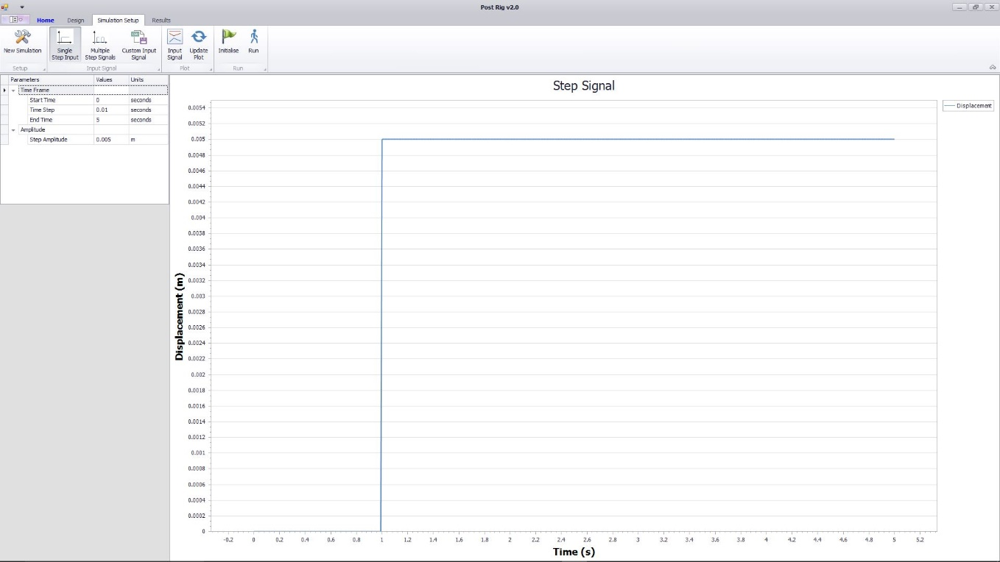 Post Rig v2.0
Home Design Simulation Setup Results
New Simulation
Single Step Input
Multiple Step Signals
Custom Input Signal
Input Signal
Update Plot
Initialise
Run
Setup Input Signal Plot Run
Parameters Values Units
Time Frame
Start Time 0 seconds
Time Step 0.01 seconds
End Time 5 seconds
Amplitude
Step Amplitude 0.005 m
Step Signal
Displacement
0.0054
0.0052
0.005
0.0048
0.0046
0.0044
0.0042
0.004
0.0038
0.0036
0.0034
0.0032
0.003
0.0028
0.0026
0.0024
0.0022
0.002
0.0018
0.0016
0.0014
0.0012
0.001
0.0008
0.0006
0.0004
0.0002
0
Displacement (m)
-0.2 0 0.2 0.4 0.6 0.8 1 1.2 1.4 1.6 1.8 2 2.2 2.4 2.6 2.8 3 3.2 3.4 3.6 3.8 4 4.2 4.4 4.6 4.8 5 5.2
Time (s)